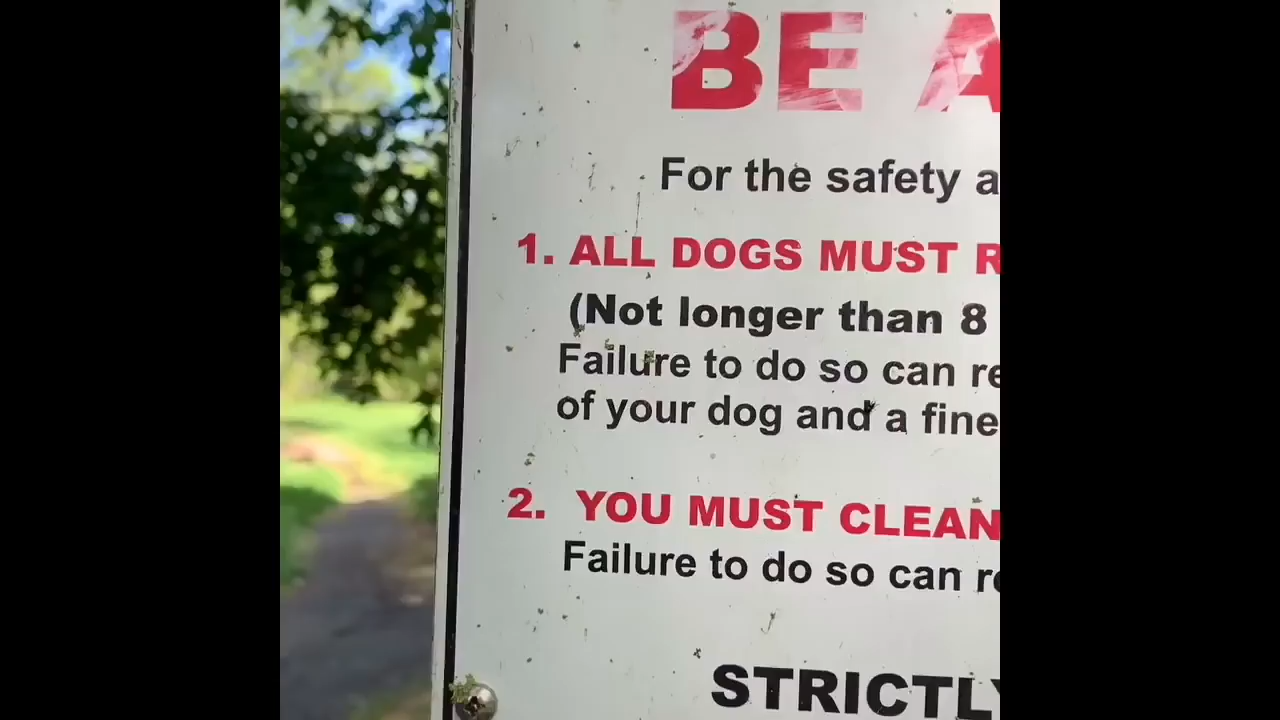 BE A
For the safety a
1. ALL DOGS MUST R
(Not longer than 8
Failure to do so can re
of your dog and a fine
2. YOU MUST CLEAN
Failure to do so can re
STRICTLY